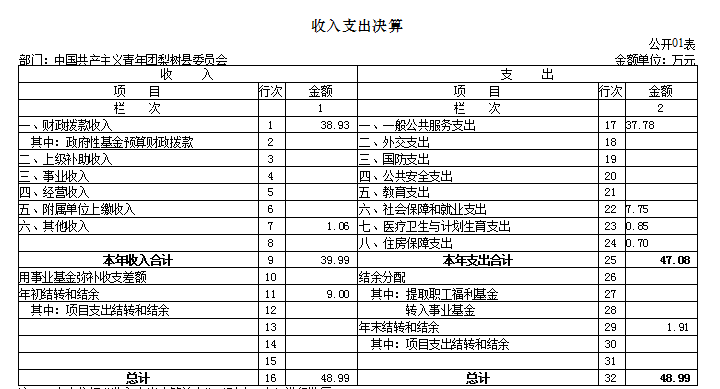 收入支出决算
公开01表
部门：中国共产主义青年团梨树县委员会 金额单位：万元
收 入 支 出
项 目 行次 金额 项 目 行次 金额
栏 次 1 栏 次 2
一、财政拨款收入 1 38.93 一、一般公共服务支出 17 37.78
其中：政府性基金预算财政拨款 2 二、外交支出 18
二、上级补助收入 3 三、国防支出 19
三、事业收入 4 四、公共安全支出 20
四、经营收入 5 五、教育支出 21
五、附属单位上缴收入 6 六、社会保障和就业支出 22 7.75
六、其他收入 7 1.06 七、医疗卫生与计划生育支出 23 0.85
8 八、住房保障支出 24 0.70
本年收入合计 9 39.99 本年支出合计 25 47.08
用事业基金弥补收支差额 10 结余分配 26
年初结转和结余 11 9.00 其中：提取职工福利基金 27
其中：项目支出结转和结余 12 转入事业基金 28
13 年末结转和结余 29 1.91
14 其中：项目支出结转和结余 30
15 31
总计 16 48.99 总计 32 48.99